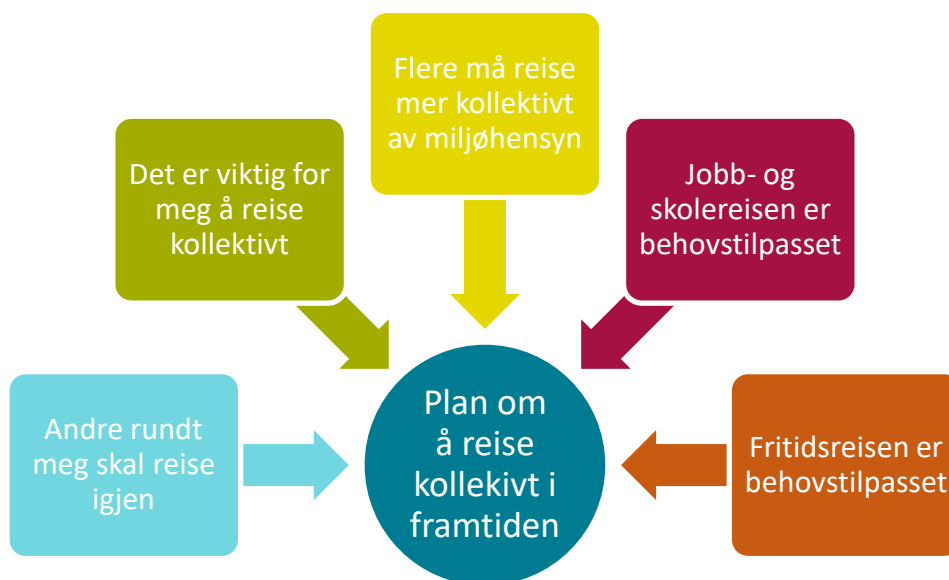 Flere må reise
mer kollektivt
av miljøhensyn
Det er viktig for
meg å reise
kollektivt
Jobb- og
skolereisen er
behovstilpasset
Andre rundt
meg skal reise
igjen
Plan om
å reise
kollekivt i
framtiden
Fritidsreisen er
behovstilpasset